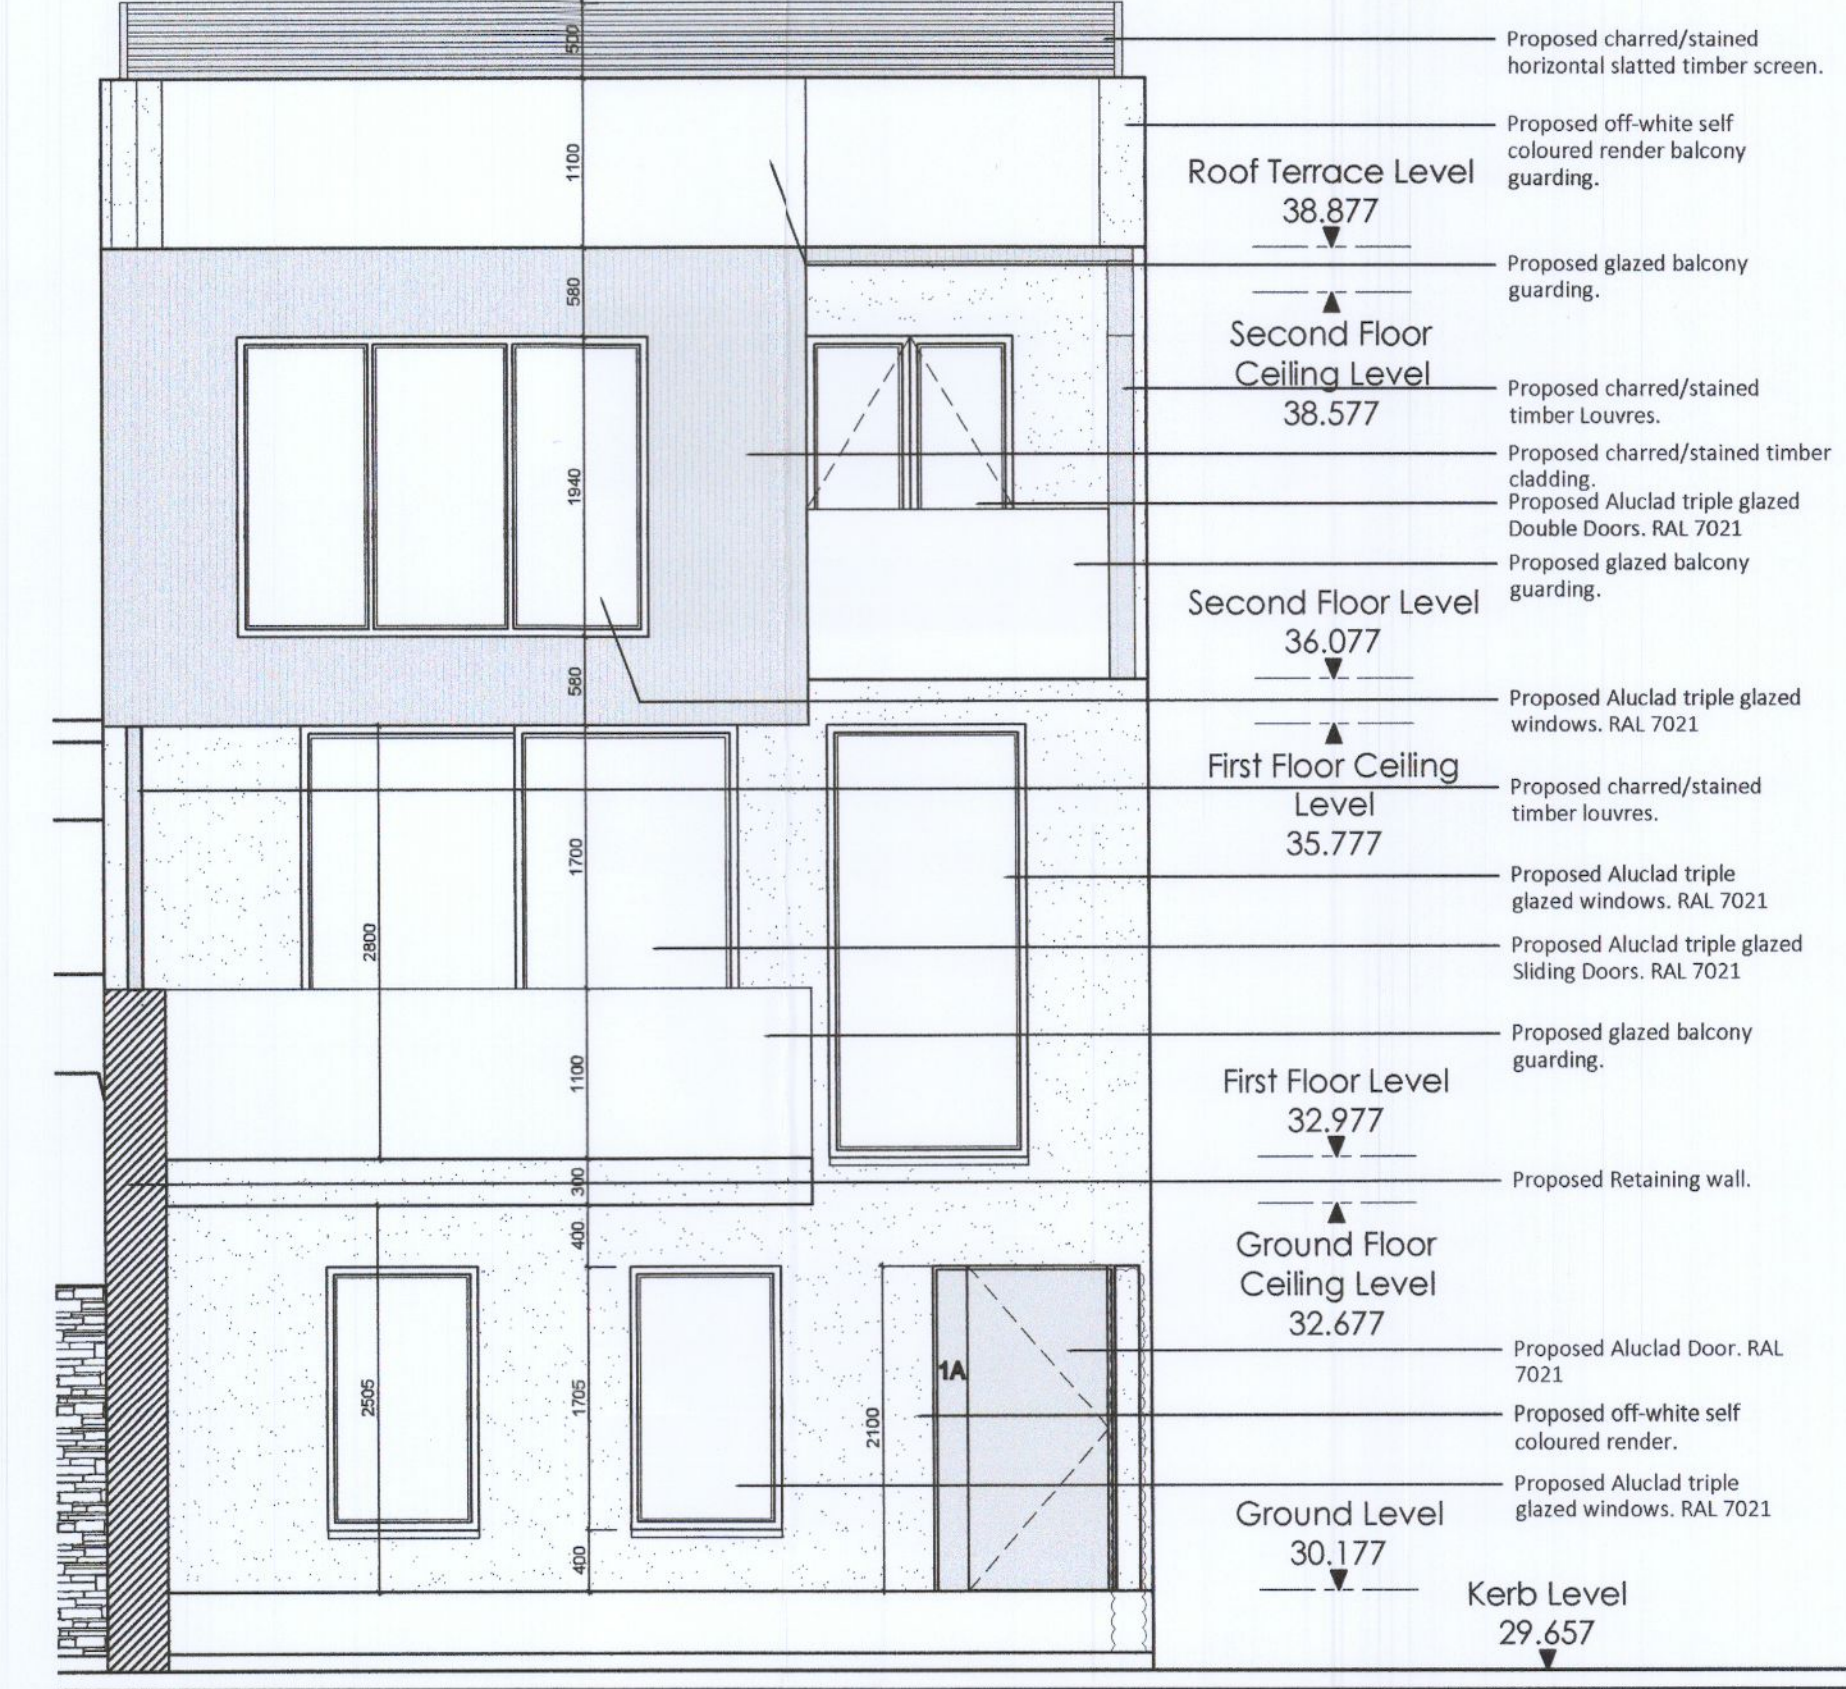 Proposed charred/stained
horizontal slatted timber screen.
Proposed off-white self
coloured render balcony
guarding.
Roof Terrace Level
38.877
Proposed glazed balcony
guarding.
Second Floor
Ceiling Level
38.577
Proposed charred/stained
timber Louvres.
Proposed charred/stained timber
cladding.
Proposed Aluclad triple glazed
Double Doors. RAL 7021
Proposed glazed balcony
guarding.
Second Floor Level
36.077
Proposed Aluclad triple glazed
windows. RAL 7021
First Floor Ceiling
Level
35.777
Proposed charred/stained
timber louvres.
Proposed Aluclad triple
glazed windows. RAL 7021
Proposed Aluclad triple glazed
Sliding Doors. RAL 7021
Proposed glazed balcony
guarding.
First Floor Level
32.977
Proposed Retaining wall.
Ground Floor
Ceiling Level
32.677
Proposed Aluclad Door. RAL
7021
Proposed off-white self
coloured render.
Proposed Aluclad triple
glazed windows. RAL 7021
Ground Level
30.177
Kerb Level
29.657
500
1100
580
1940
580
1700
2800
1100
300
400
2505
1705
2100
1A
400